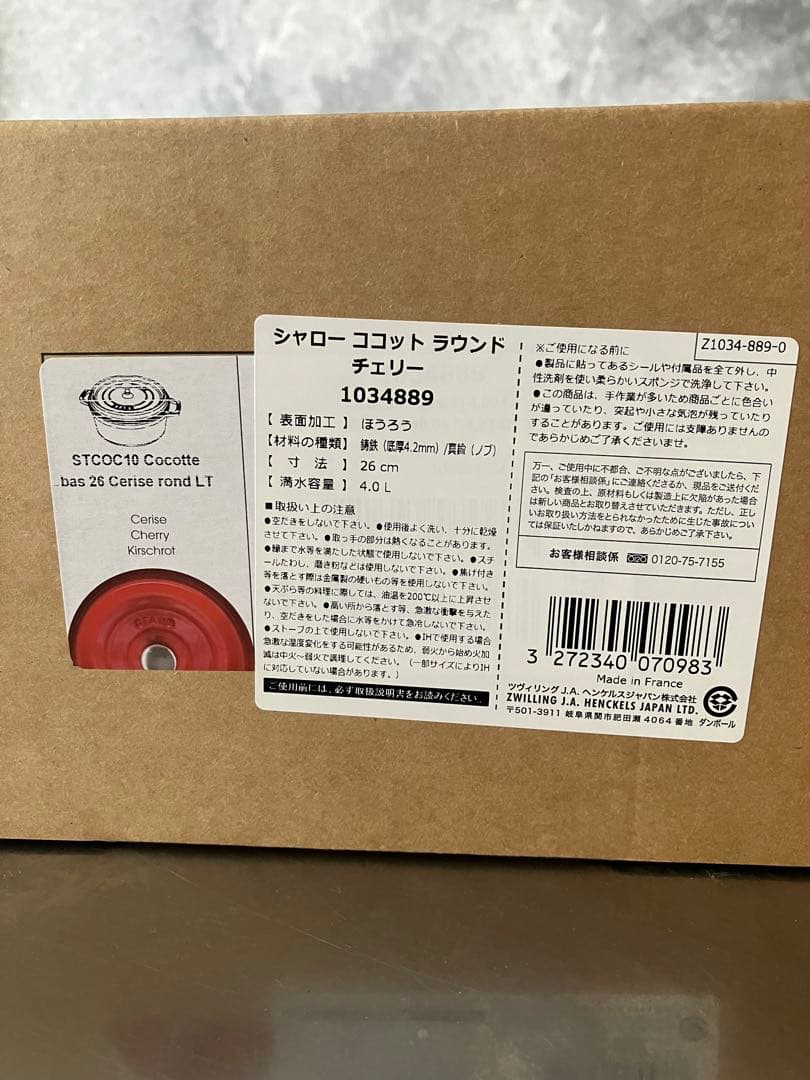 STCOC10 Cocotte
bas 26 Cerise rond LT
Cerise
Cherry
Kirschrot
STAUB
シャロー ココット ラウンド
チェリー
1034889
【 表面加工 】 ほうろう
【材料の種類】 鋳鉄（底厚4.2mm）/真鍮（ノブ）
【 寸 法 】 26 cm
【 満水容量 】 4.0 L
■取扱い上の注意
●空だきをしないで下さい。●使用後よく洗い、十分に乾燥
させて下さい。●取っ手の部分は熱くなることがあります。
●縁まで水等を満たした状態で使用しないで下さい。●スチ
ールたわし、磨き粉などは使用しないで下さい。●焦げ付き
等を落とす際は金属製の硬いもの等を使用しないで下さい。
●天ぷら等の料理に際しては、油温を200℃以上に上昇させ
ないで下さい。●高い所から落とす等、急激な衝撃を与えた
り、空だきをした場合に水等をかけて急冷しないで下さい。
●ストーブの上で使用しないで下さい。●IHで使用する場合
急激な温度変化をする可能性があるため、弱火から始め火加
減は中火～弱火で調理してください。（一部サイズによりIH
に対応していない場合があります。）
ご使用前には、必ず取扱説明書をお読みください。
Z1034-889-0
※ご使用になる前に
●製品に貼ってあるシールや付属品を全て外し、中
性洗剤を使い柔らかいスポンジで洗浄して下さい。
●この商品は、手作業が多いため商品ごとに色合い
が違っていたり、突起や小さな気泡が残っていたり
することがあります。ご使用には支障ありませんの
であらかじめご了承くださいませ。
万一、ご使用中に不都合、ご不明な点がございましたら、下
記の「お客様相談係」にご連絡くださるか、現品をご送付くだ
さい。検査の上、原材料もしくは製造上に欠陥があった場合
は新しい商品とお取り替えさせていただきます。ただし、正し
いお取り扱い方法をとられなかったために生じた事故につい
ては保証いたしかねますので、あらかじめご了承下さい。
お客様相談係 0120-75-7155
3 272340 070983
Made in France
ツヴィリングJ.A. ヘンケルスジャパン株式会社
ZWILLING J.A. HENCKELS JAPAN LTD.
〒501-3911 岐阜県関市肥田瀬 4064 番地
ダンボール